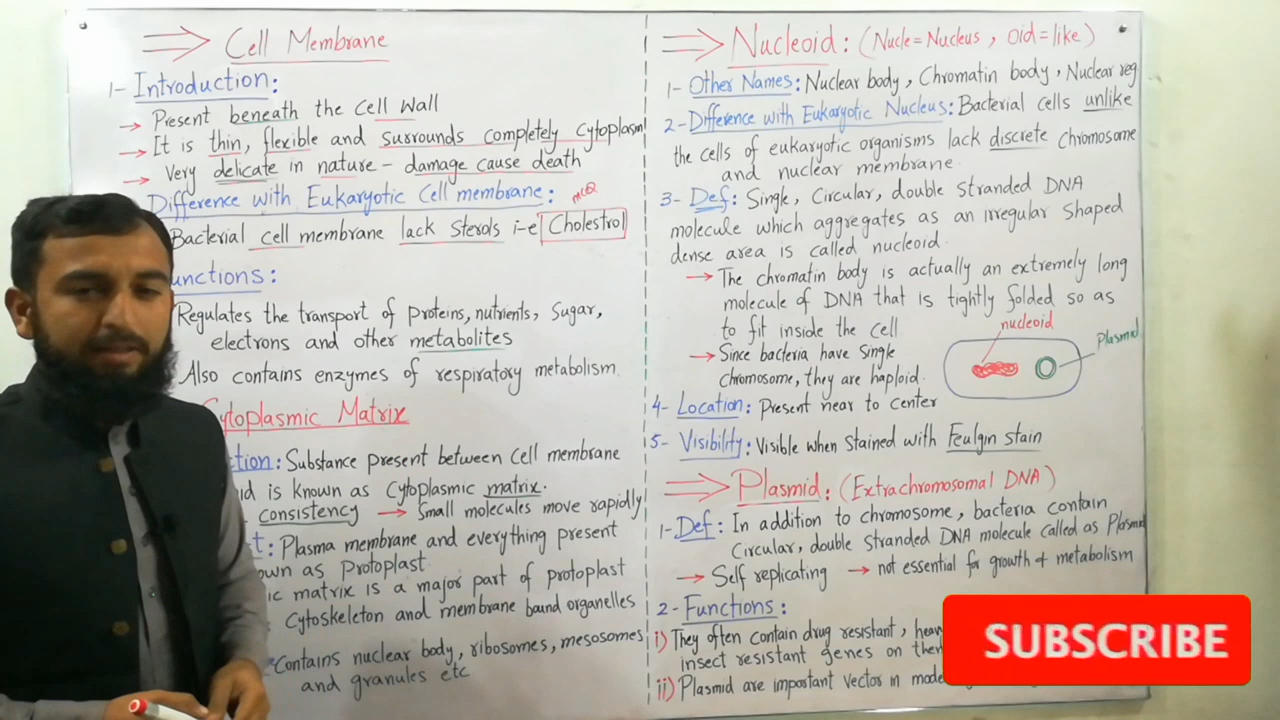 Cell Membrane
1- Introduction:
→ Present beneath the cell wall
→ It is thin, flexible and surrounds completely cytoplasm
→ Very delicate in nature - damage cause death
Difference with Eukaryotic Cell membrane:
mcq
Bacterial cell membrane lack sterols i-e Cholestrol
unctions:
Regulates the transport of proteins, nutrients, sugar,
electrons and other metabolites
Also contains enzymes of respiratory metabolism.
Cytoplasmic Matrix
ction: Substance present between cell membrane
id is known as Cytoplasmic matrix.
consistency → Small molecules move rapidly
t: Plasma membrane and everything present
own as Protoplast.
ic matrix is a major part of protoplast
Cytoskeleton and membrane bound organelles
Contains nuclear body, ribosomes, mesosomes
and granules etc
Nucleoid: (Nucle=Nucleus, oid=like)
1- Other Names: Nuclear body, Chromatin body, Nuclear reg
2- Difference with Eukaryotic Nucleus: Bacterial cells unlike
the cells of eukaryotic organisms lack discrete chromosome
and nuclear membrane.
3- Def: Single, Circular, double stranded DNA
molecule which aggregates as an irregular shaped
dense area is called nucleoid.
→ The chromatin body is actually an extremely long
molecule of DNA that is tightly folded so as
to fit inside the cell
nucleoid
Plasmid
→ Since bacteria have single
chromosome, they are haploid.
4- Location: Present near to center
5- Visibility: Visible when stained with Feulgin stain
Plasmid: (Extrachromosomal DNA)
1- Def: In addition to chromosome, bacteria contain
Circular, double stranded DNA molecule called as Plasmid
→ Self replicating → not essential for growth & metabolism
2- Functions:
i) They often contain drug resistant, heav
insect resistant genes on them
ii) Plasmid are important vector in mode
SUBSCRIBE